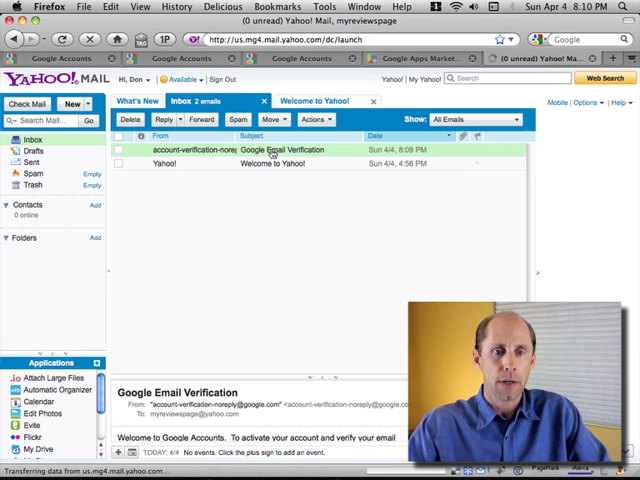 Firefox File Edit View History Delicious Bookmarks Tools Window Help Sun Apr 4 8:10 PM
(0 unread) Yahoo! Mail, myreviewspage
1P http://us.mg4.mail.yahoo.com/dc/launch Google
Google Accounts Google Accounts Google Accounts Google Apps Market... (0 unread) Yahoo! Ma...
YAHOO! MAIL Hi, Don Available Sign Out Yahoo! My Yahoo! Search Web Search
Check Mail New What's New Inbox 2 emails Welcome to Yahoo! Mobile Options Help
Search Mail... Go Delete Reply Forward Spam Move Actions Show: All Emails
From Subject Date
Inbox
account-verification-norep Google Email Verification Sun 4/4, 8:09 PM
Drafts
Sent
Yahoo! Welcome to Yahoo! Sun 4/4, 4:56 PM
Spam Empty
Trash Empty
Contacts Add
0 online
Folders Add
Applications
Attach Large Files
Automatic Organizer
Calendar
Edit Photos
Evite
Flickr
My Drive
Google Email Verification
From: "account-verification-noreply@google.com" <account-verification-noreply@
To: myreviewspage@yahoo.com
Welcome to Google Accounts. To activate your account and verify your email
TODAY: 4/4 No events. Click the plus sign to add an event.
Transferring data from us.mg4.mail.yahoo.com... PageRank Alexa